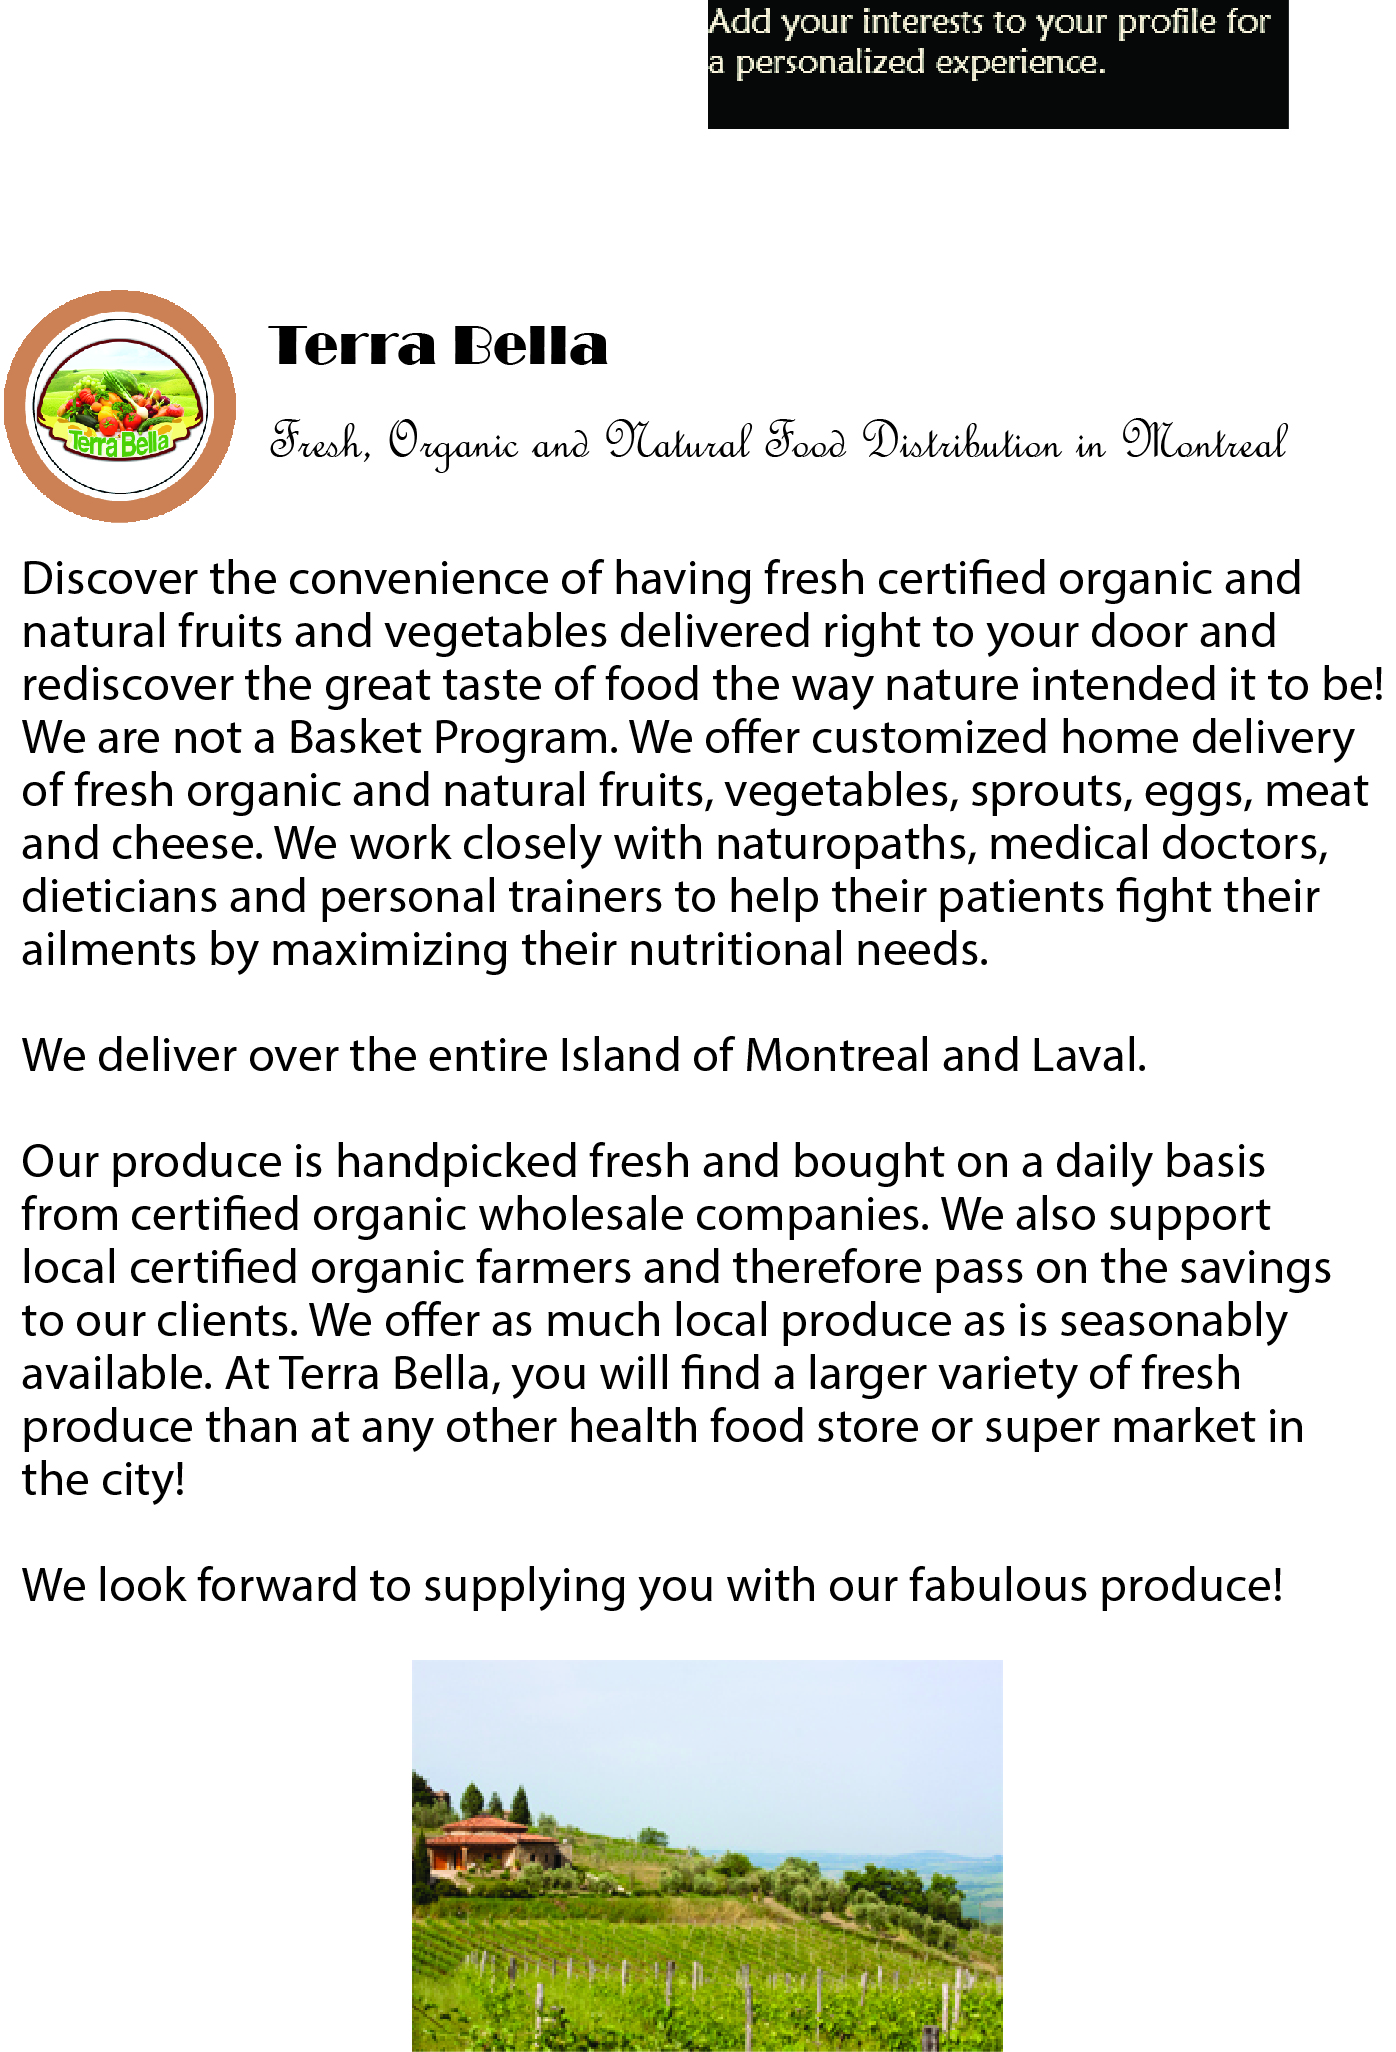 Add your interests to your profile for
a personalized experience.
Terra Bella
Terra Bella
Fresh, Organic and Natural Food Distribution in Montreal
Discover the convenience of having fresh certified organic and
natural fruits and vegetables delivered right to your door and
rediscover the great taste of food the way nature intended it to be!
We are not a Basket Program. We offer customized home delivery
of fresh organic and natural fruits, vegetables, sprouts, eggs, meat
and cheese. We work closely with naturopaths, medical doctors,
dieticians and personal trainers to help their patients fight their
ailments by maximizing their nutritional needs.
We deliver over the entire Island of Montreal and Laval.
Our produce is handpicked fresh and bought on a daily basis
from certified organic wholesale companies. We also support
local certified organic farmers and therefore pass on the savings
to our clients. We offer as much local produce as is seasonably
available. At Terra Bella, you will find a larger variety of fresh
produce than at any other health food store or super market in
the city!
We look forward to supplying you with our fabulous produce!